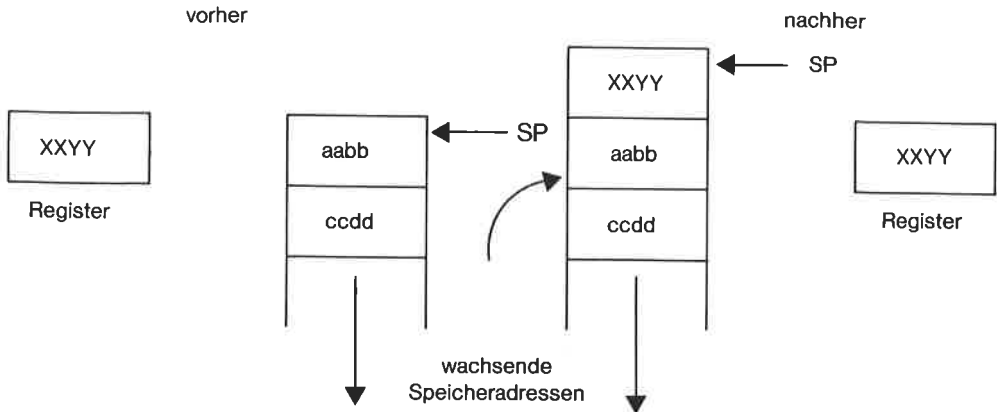 vorher
nachher
XXYY
SP
XXYY
aabb
SP
aabb
XXYY
Register
ccdd
ccdd
Register
wachsende
Speicheradressen